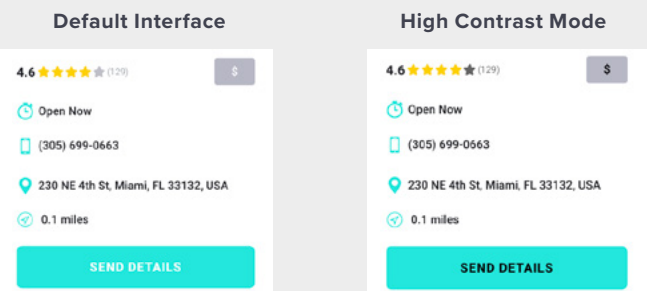 Default Interface
4.6 (129) $
Open Now
(305) 699-0663
230 NE 4th St, Miami, FL 33132, USA
0.1 miles
SEND DETAILS
High Contrast Mode
4.6 (129) $
Open Now
(305) 699-0663
230 NE 4th St, Miami, FL 33132, USA
0.1 miles
SEND DETAILS